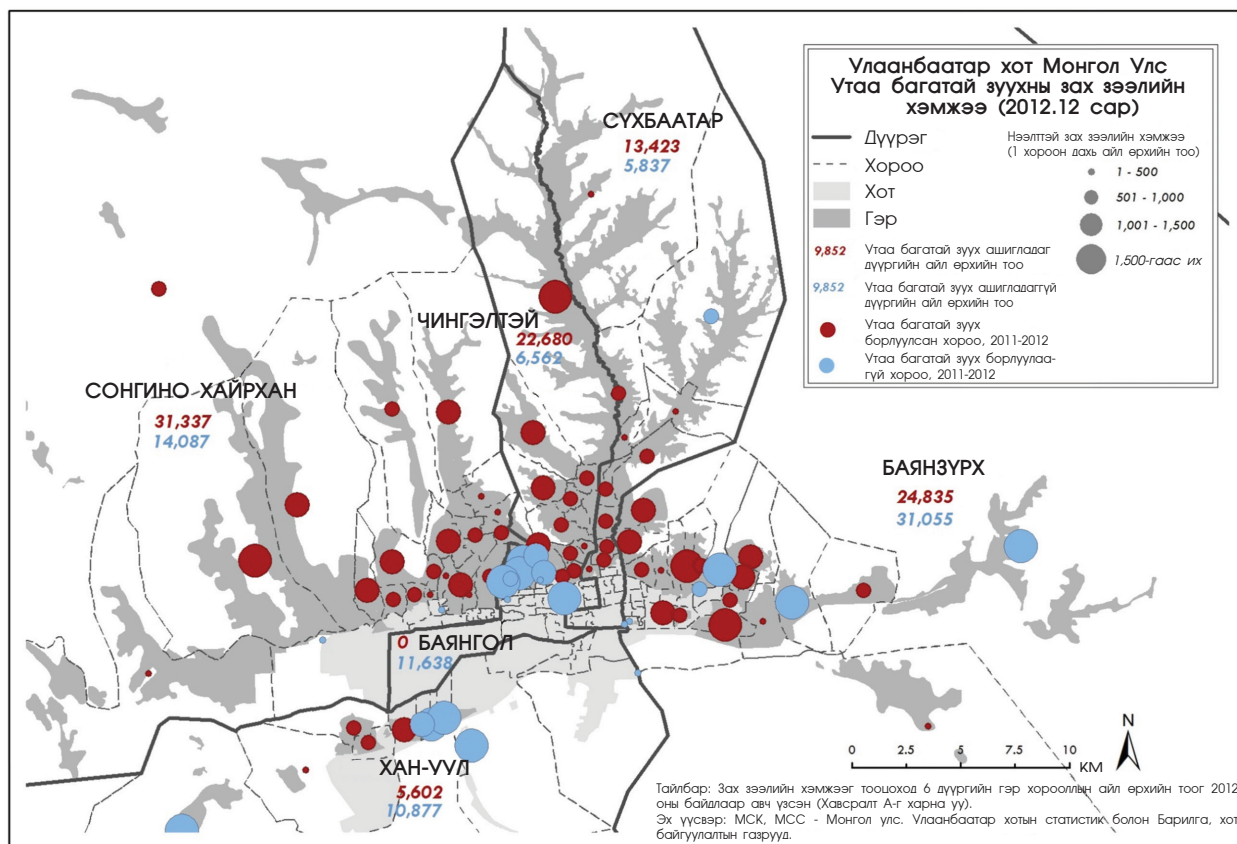 Улаанбаатар хот Монгол Улс
Утаа багатай зуухны зах зээлийн
хэмжээ (2012.12 сар)
Дүүрэг
Хороо
Хот
Гэр
9,852 Утаа багатай зуух ашигладаг
дүүргийн айл өрхийн тоо
9,852 Утаа багатай зуух ашигладаггүй
дүүргийн айл өрхийн тоо
Утаа багатай зуух
борлуулсан хороо, 2011-2012
Утаа багатай зуух борлуулаа-
гүй хороо, 2011-2012
Нээлттэй зах зээлийн хэмжээ
(1 хороон дахь айл өрхийн тоо)
1 - 500
501 - 1,000
1,001 - 1,500
1,500-гаас их
СҮХБААТАР
13,423
5,837
ЧИНГЭЛТЭЙ
22,680
6,562
СОНГИНО-ХАЙРХАН
31,337
14,087
БАЯНЗҮРХ
24,835
31,055
0 БАЯНГОЛ
11,638
ХАН-УУЛ
5,602
10,877
N
0 2.5 5 7.5 10
КМ
Тайлбар: Зах зээлийн хэмжээг тооцоход 6 дүүргийн гэр хорооллын айл өрхийн тоог 2012
оны байдлаар авч үзсэн (Хавсралт А-г харна уу).
Эх үүсвэр: МСК, МСС - Монгол улс. Улаанбаатар хотын статистик болон Барилга, хот
байгуулалтын газрууд.